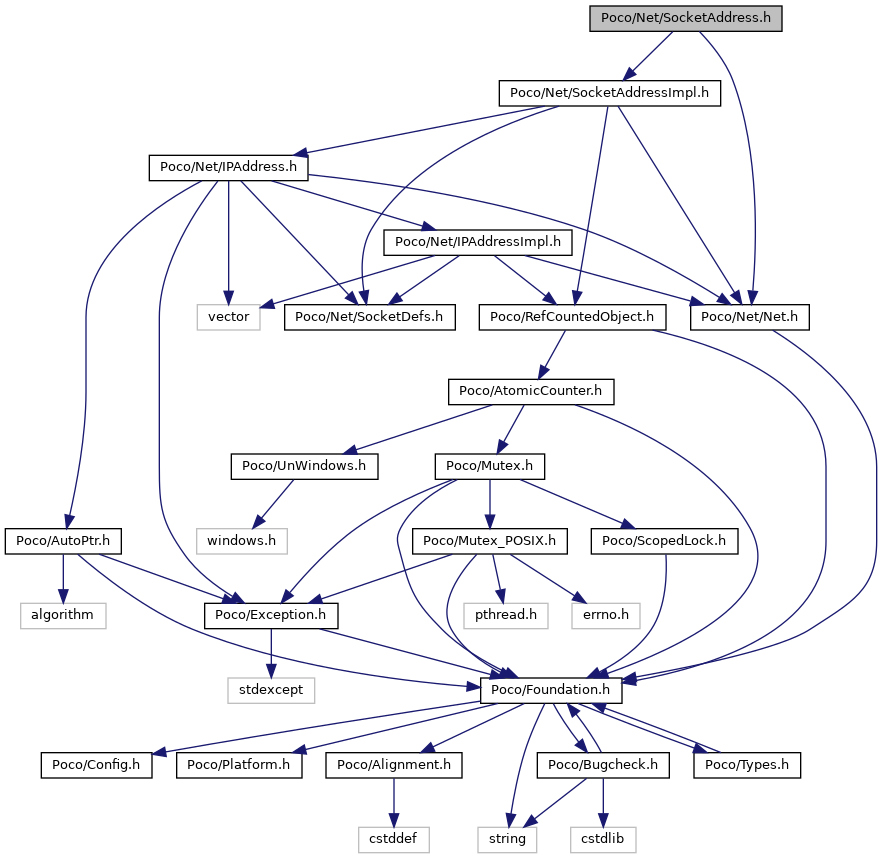 Poco/Net/SocketAddress.h
Poco/Net/SocketAddressImpl.h
Poco/Net/IPAddress.h
Poco/Net/IPAddressImpl.h
vector
Poco/Net/SocketDefs.h
Poco/RefCountedObject.h
Poco/Net/Net.h
Poco/AtomicCounter.h
Poco/UnWindows.h
Poco/Mutex.h
Poco/AutoPtr.h
windows.h
Poco/Mutex_POSIX.h
Poco/ScopedLock.h
algorithm
Poco/Exception.h
pthread.h
errno.h
stdexcept
Poco/Foundation.h
Poco/Config.h
Poco/Platform.h
Poco/Alignment.h
Poco/Bugcheck.h
Poco/Types.h
cstddef
string
cstdlib